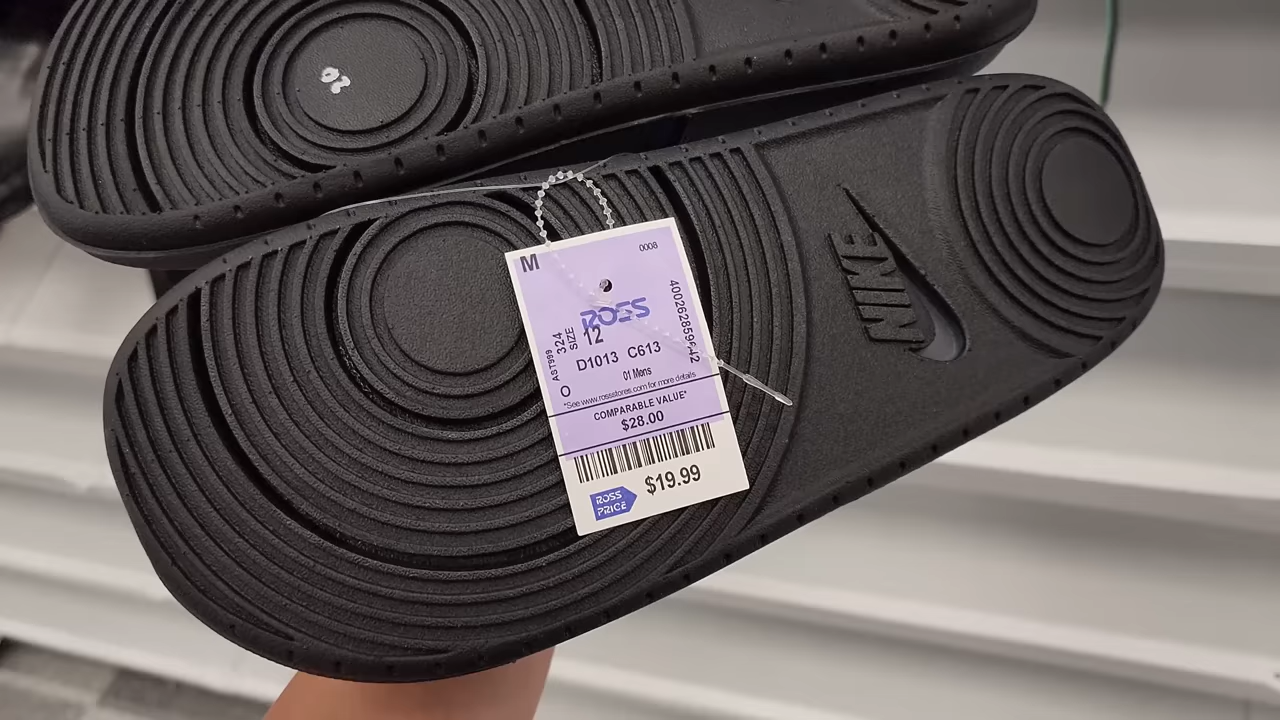 M
0008
ROSS
324
SIZE
12
AST999
O
D1013 C613
01 Mens
*See www.rossstores.com for more details
COMPARABLE VALUE*
$28.00
ROSS
PRICE
$19.99
NIKE